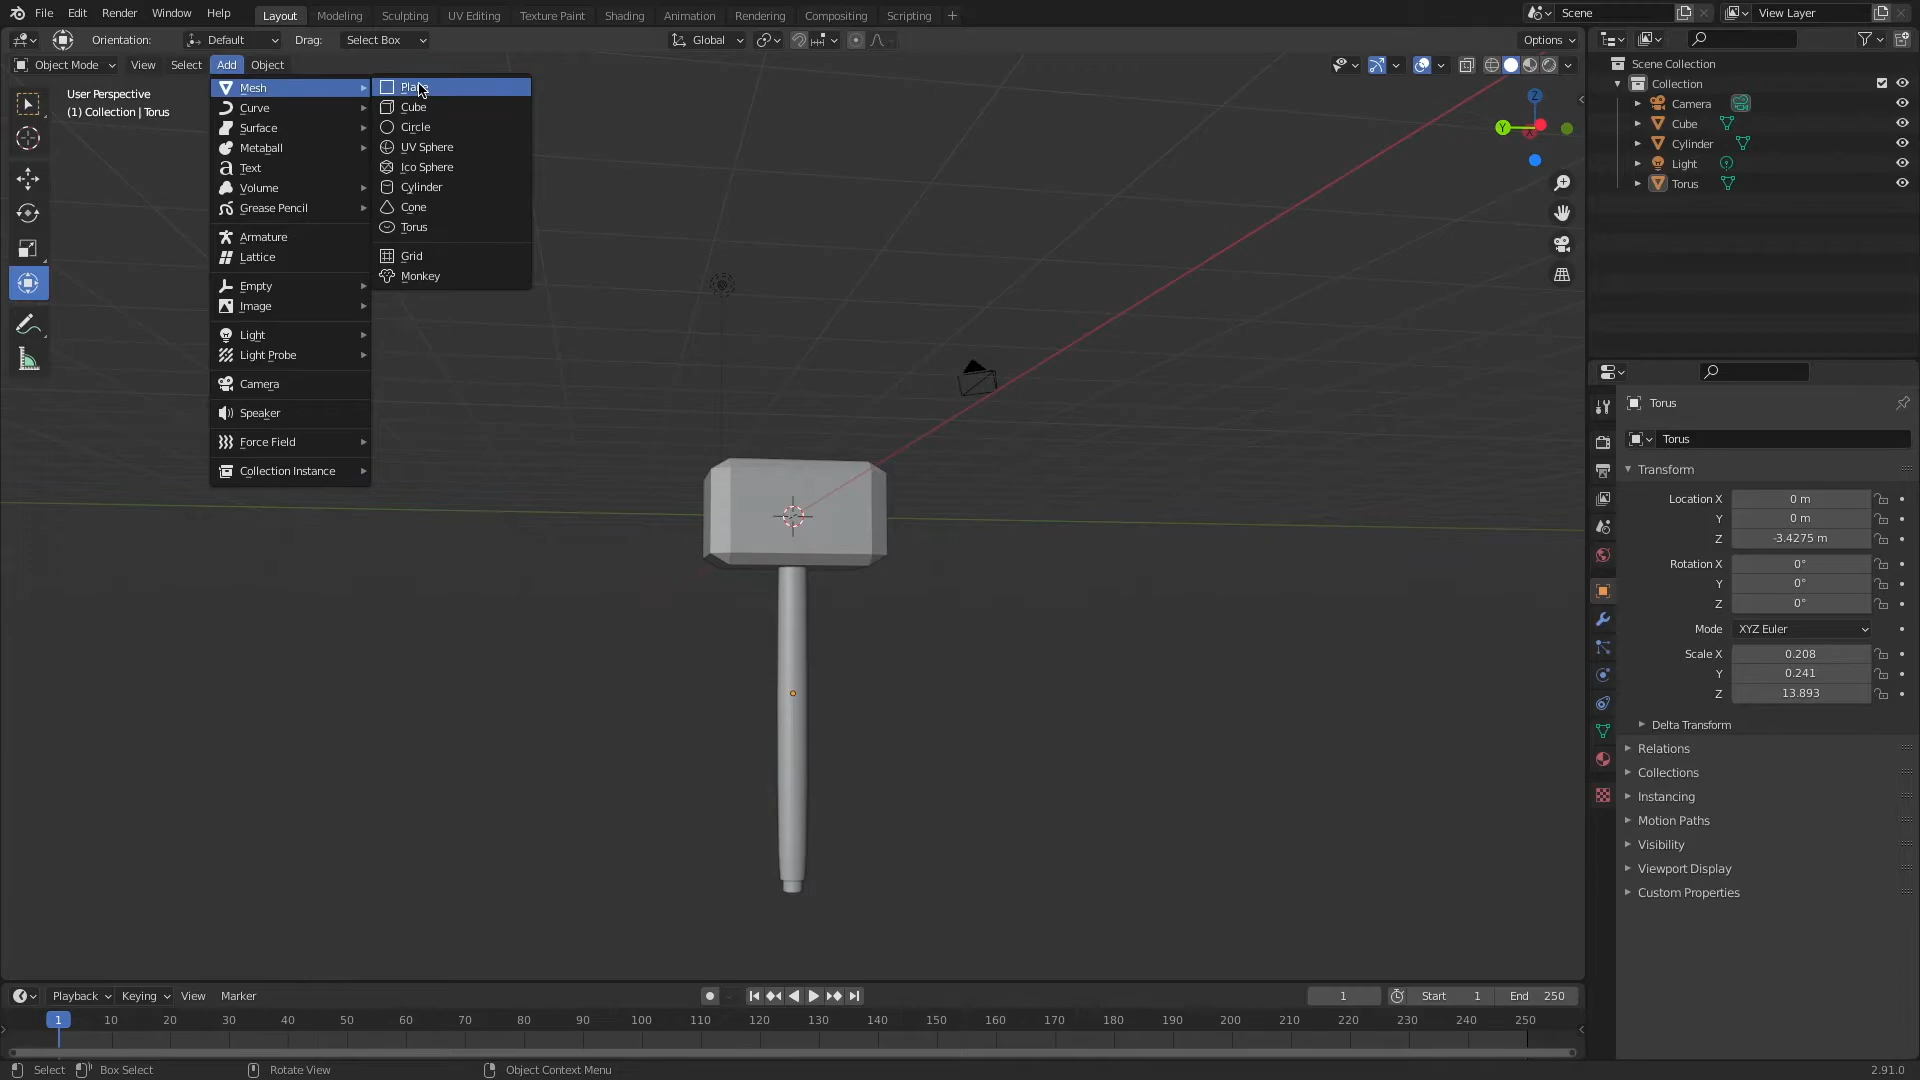 File Edit Render Window Help Layout Modeling Sculpting UV Editing Texture Paint Shading Animation Rendering Compositing Scripting + Scene View Layer
Orientation: Default Drag: Select Box Global Options
Object Mode View Select Add Object
User Perspective
(1) Collection | Torus
Mesh
Curve
Surface
Metaball
Text
Volume
Grease Pencil
Armature
Lattice
Empty
Image
Light
Light Probe
Camera
Speaker
Force Field
Collection Instance
Cube
Circle
UV Sphere
Ico Sphere
Cylinder
Cone
Torus
Grid
Monkey
Z
Y
Scene Collection
Collection
Camera
Cube
Cylinder
Light
Torus
Torus
Torus
Transform
Location X 0 m
Y 0 m
Z -3.4275 m
Rotation X 0°
Y 0°
Z 0°
Mode XYZ Euler
Scale X 0.208
Y 0.241
Z 13.893
Delta Transform
Relations
Collections
Instancing
Motion Paths
Visibility
Viewport Display
Custom Properties
Playback Keying View Marker 1 Start 1 End 250
1 10 20 30 40 50 60 70 80 90 100 110 120 130 140 150 160 170 180 190 200 210 220 230 240 250
Select Box Select Rotate View Object Context Menu 2.91.0